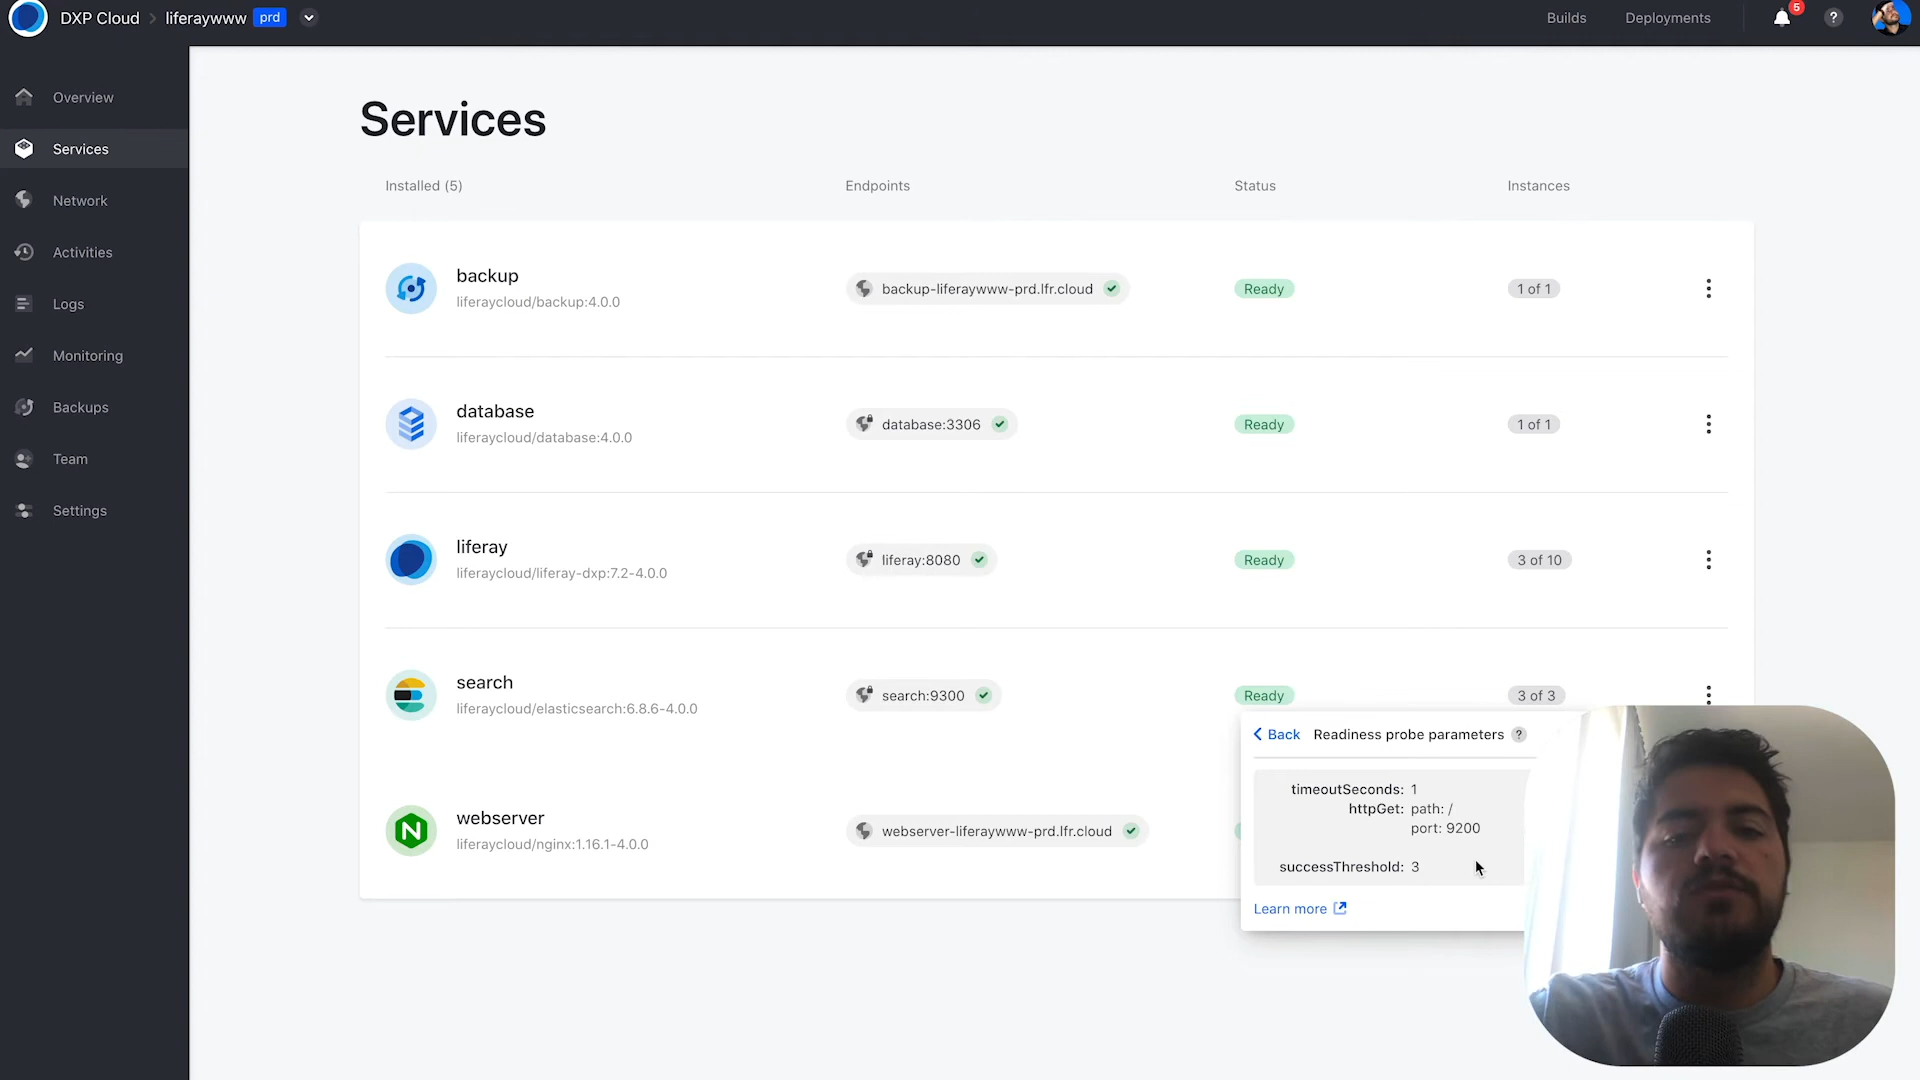 DXP Cloud
liferaywww
prd
Builds
Deployments
5
?
Overview
Services
Network
Activities
Logs
Monitoring
Backups
Team
Settings
Services
Installed (5)
Endpoints
Status
Instances
backup
liferaycloud/backup:4.0.0
backup-liferaywww-prd.lfr.cloud
Ready
1 of 1
database
liferaycloud/database:4.0.0
database:3306
Ready
1 of 1
liferay
liferaycloud/liferay-dxp:7.2-4.0.0
liferay:8080
Ready
3 of 10
search
liferaycloud/elasticsearch:6.8.6-4.0.0
search:9300
Ready
3 of 3
webserver
liferaycloud/nginx:1.16.1-4.0.0
webserver-liferaywww-prd.lfr.cloud
Back
Readiness probe parameters ?
timeoutSeconds: 1
httpGet: path: /
port: 9200
successThreshold: 3
Learn more